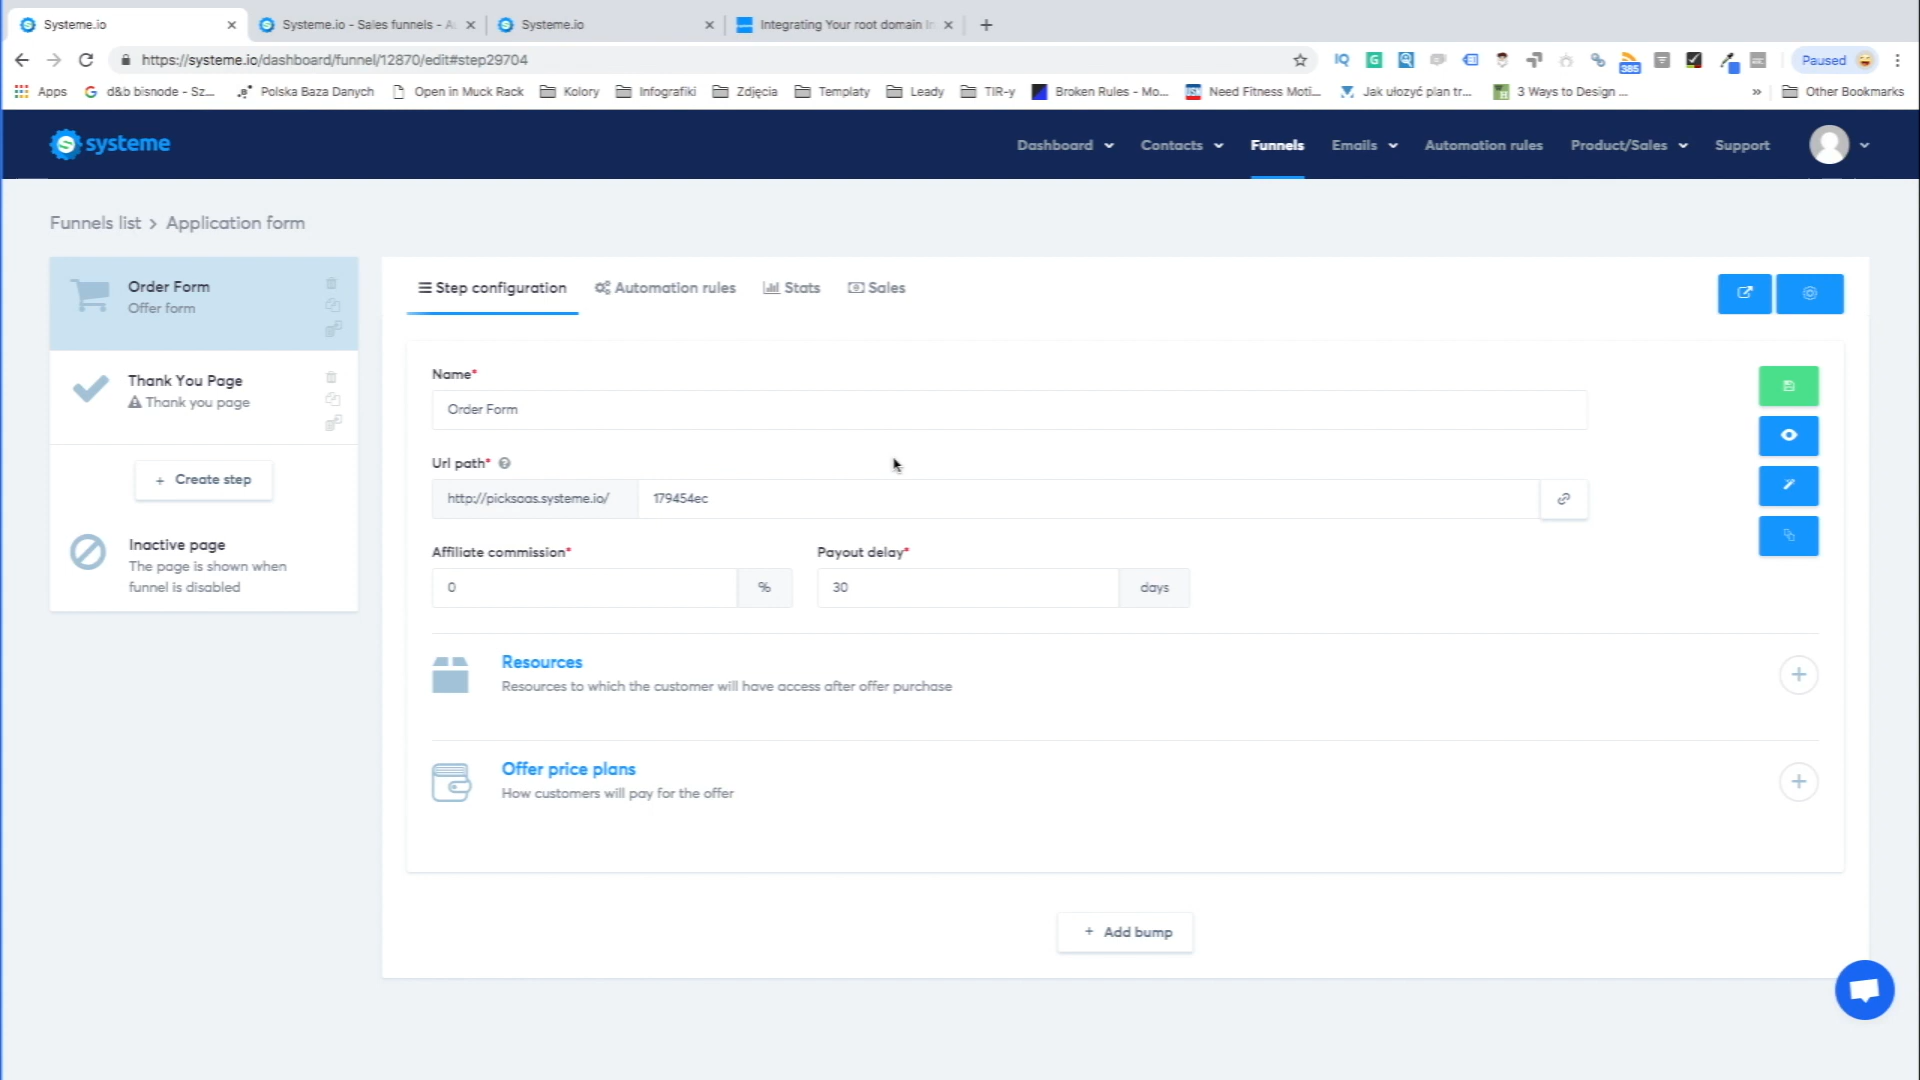 Systeme.io
Systeme.io - Sales funnels - A
Systeme.io
Integrating Your root domain i
https://systeme.io/dashboard/funnel/12870/edit#step29704
IQ
G
385
Paused
Apps
d&b bisnode - Sz...
Polska Baza Danych
Open in Muck Rack
Kolory
Infografiki
Zdjęcia
Templaty
Leady
TIR-y
Broken Rules - Mo...
Need Fitness Moti...
Jak ułożyć plan tr...
3 Ways to Design ...
»
Other Bookmarks
systeme
Dashboard
Contacts
Funnels
Emails
Automation rules
Product/Sales
Support
Funnels list > Application form
Order Form
Offer form
Thank You Page
Thank you page
+ Create step
Inactive page
The page is shown when
funnel is disabled
Step configuration
Automation rules
Stats
Sales
Name*
Order Form
Url path*
http://picksaas.systeme.io/
179454ec
Affiliate commission*
Payout delay*
0
%
30
days
Resources
Resources to which the customer will have access after offer purchase
Offer price plans
How customers will pay for the offer
+ Add bump